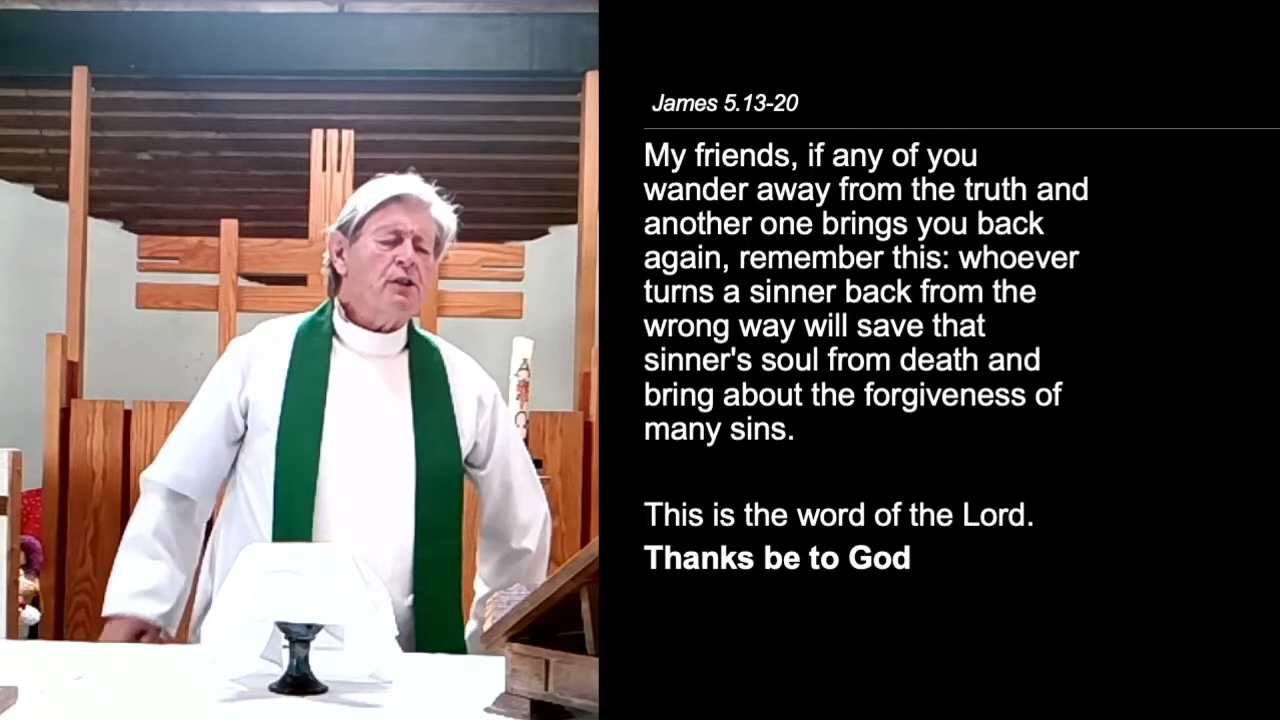 James 5.13-20
My friends, if any of you
wander away from the truth and
another one brings you back
again, remember this: whoever
turns a sinner back from the
wrong way will save that
sinner's soul from death and
bring about the forgiveness of
many sins.
This is the word of the Lord.
Thanks be to God